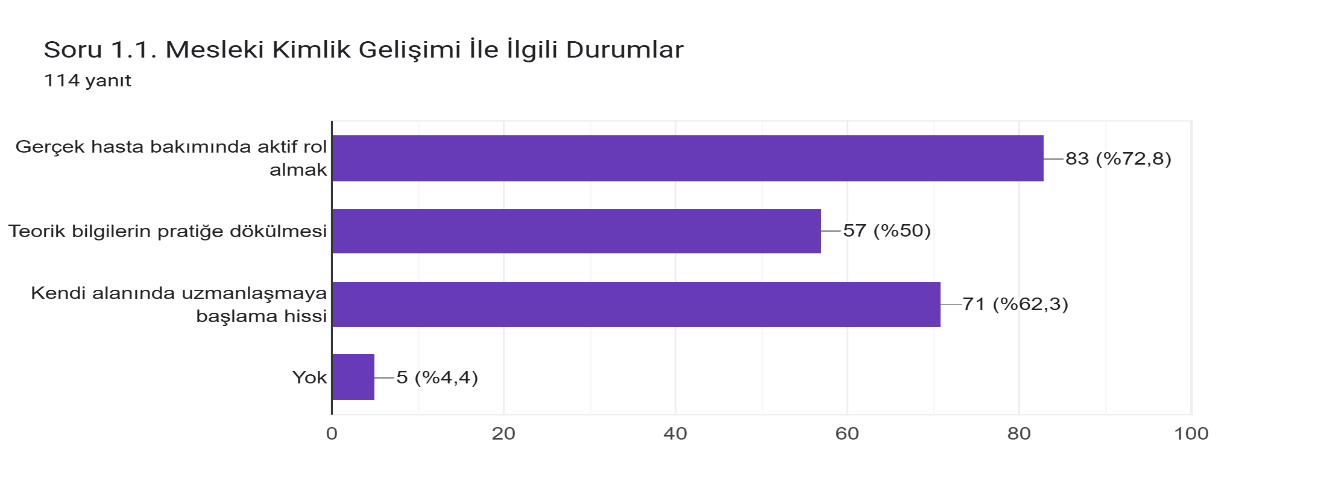 Soru 1.1. Mesleki Kimlik Gelişimi İle İlgili Durumlar
114 yanıt
Gerçek hasta bakımında aktif rol
almak
83 (%72,8)
Teorik bilgilerin pratiğe dökülmesi
57 (%50)
Kendi alanında uzmanlaşmaya
başlama hissi
71 (%62,3)
Yok
5 (%4,4)
0 20 40 60 80 100